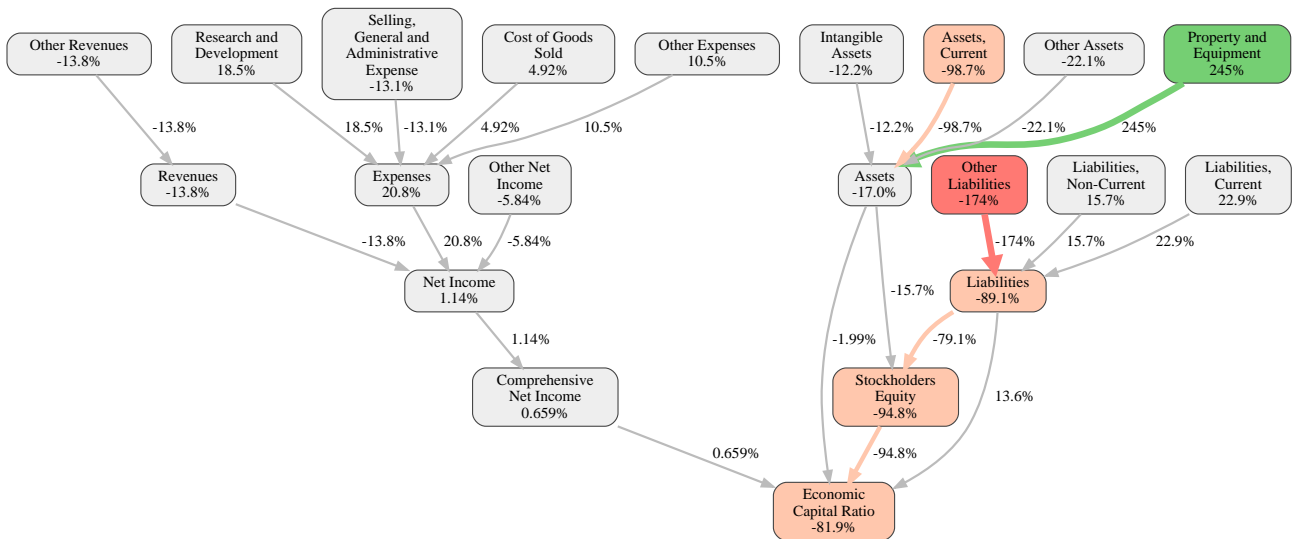 Other Revenues
-13.8%
Research and
Development
18.5%
Selling,
General and
Administrative
Expense
-13.1%
Cost of Goods
Sold
4.92%
Other Expenses
10.5%
Intangible
Assets
-12.2%
Assets,
Current
-98.7%
Other Assets
-22.1%
Property and
Equipment
245%
-13.8%
18.5%
-13.1%
4.92%
10.5%
-12.2%
-98.7%
-22.1%
245%
Revenues
-13.8%
Expenses
20.8%
Other Net
Income
-5.84%
Assets
-17.0%
Other
Liabilities
-174%
Liabilities,
Non-Current
15.7%
Liabilities,
Current
22.9%
-13.8%
20.8%
-5.84%
-174%
15.7%
22.9%
Net Income
1.14%
Liabilities
-89.1%
-15.7%
1.14%
-1.99%
-79.1%
Comprehensive
Net Income
0.659%
Stockholders
Equity
-94.8%
13.6%
0.659%
-94.8%
Economic
Capital Ratio
-81.9%